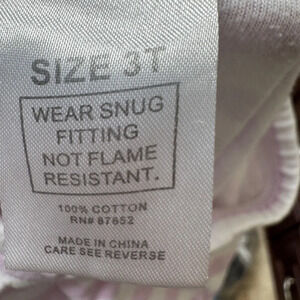 SIZE 3T
WEAR SNUG
FITTING
NOT FLAME
RESISTANT.
100% COTTON
RN# 87652
MADE IN CHINA
CARE SEE REVERSE